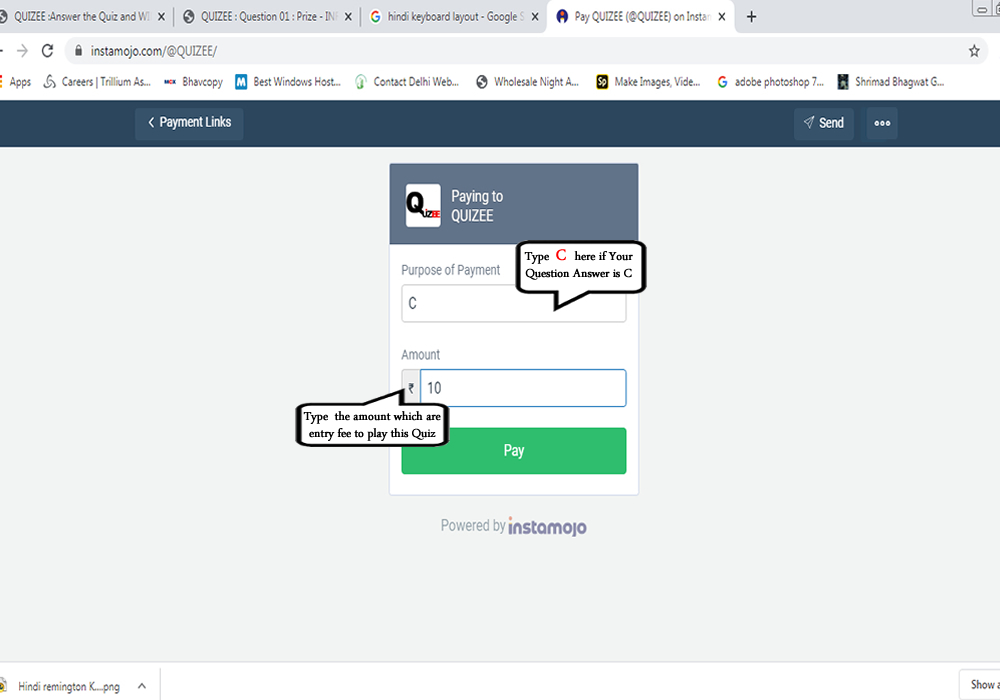 QUIZEE :Answer the Quiz and WI
QUIZEE : Question 01 : Prize - IN
hindi keyboard layout - Google S
Pay QUIZEE (@QUIZEE) on Instan
instamojo.com/@QUIZEE/
Apps
Careers | Trillium As...
MCX
Bhavcopy
M
Best Windows Host...
Contact Delhi Web...
Wholesale Night A...
Sp
Make Images, Vide...
adobe photoshop 7...
Shrimad Bhagwat G...
Payment Links
Send
QuizEE
Paying to
QUIZEE
Type C here if Your
Question Answer is C
Purpose of Payment
C
Amount
₹ 10
Type the amount which are
entry fee to play this Quiz
Pay
Powered by instamojo
Hindi remington K....png
Show a